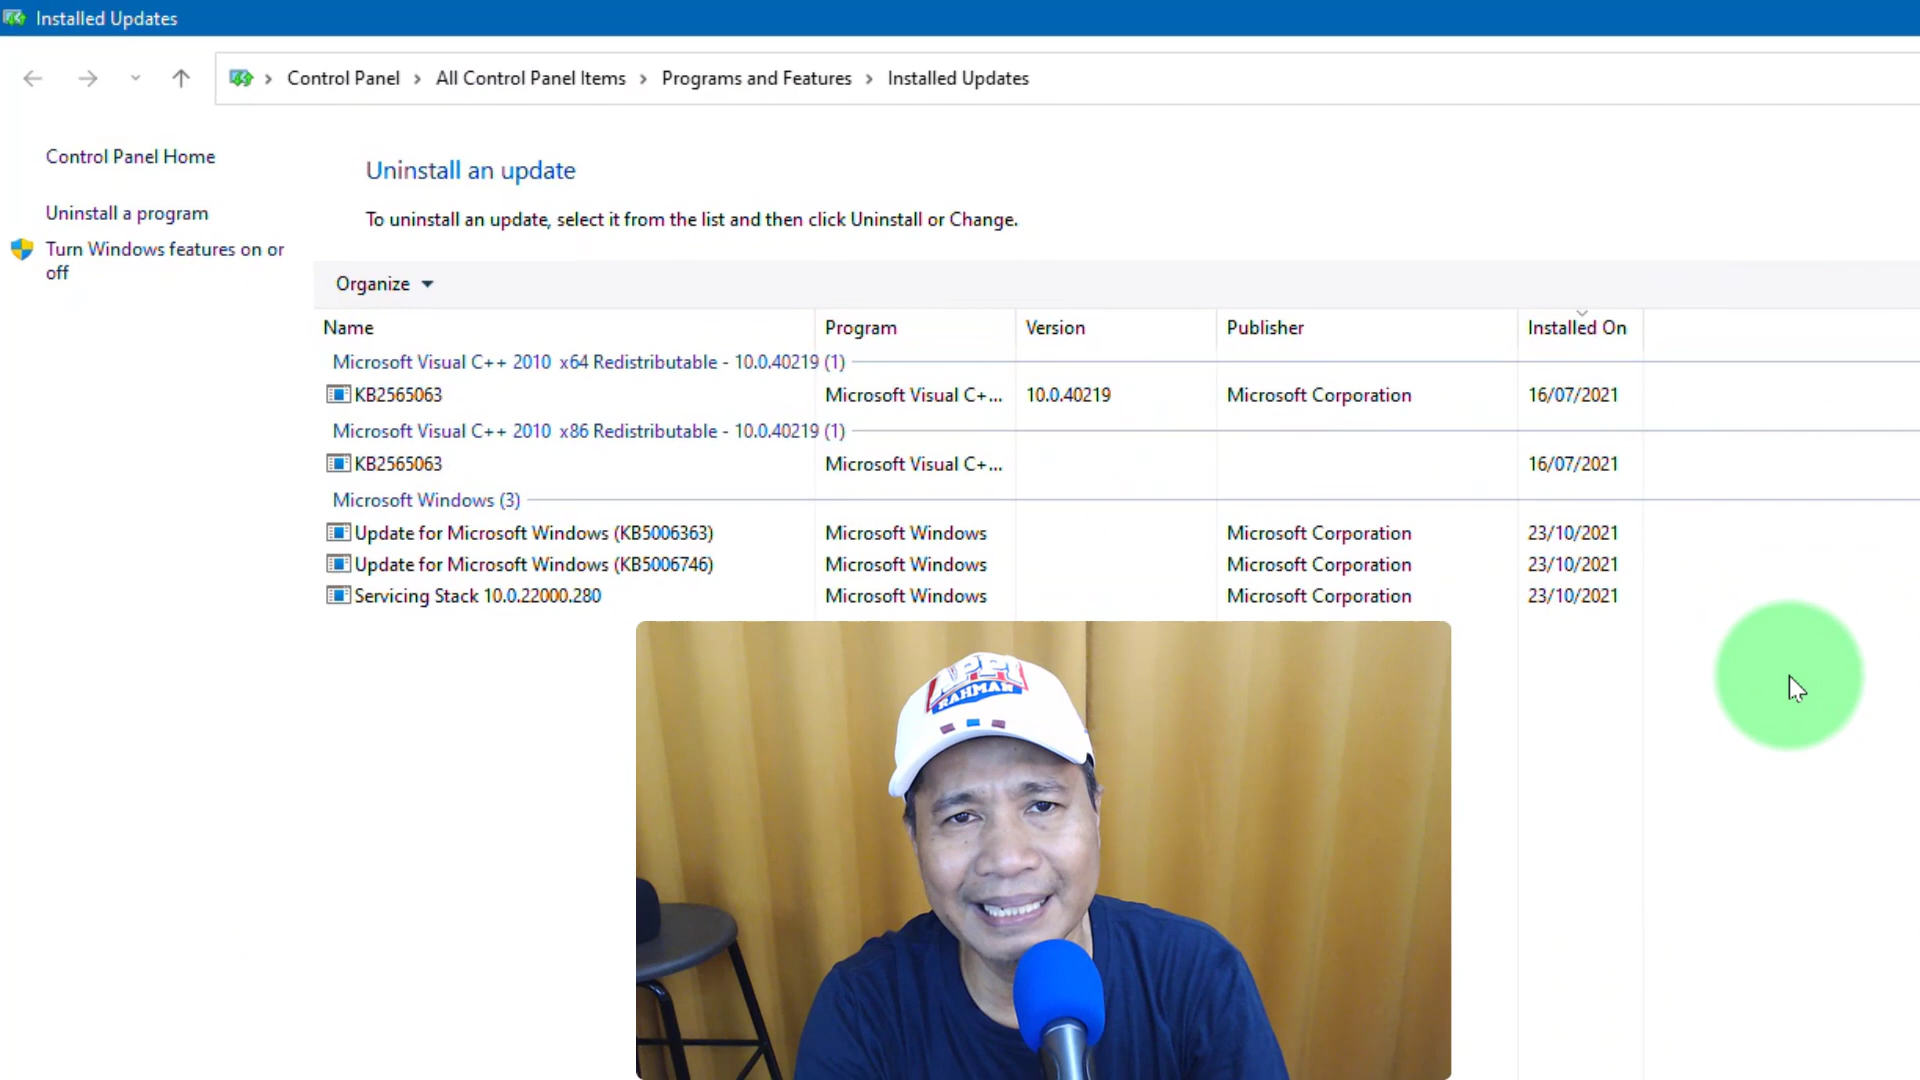 Installed Updates
Control Panel > All Control Panel Items > Programs and Features > Installed Updates
Control Panel Home
Uninstall a program
Turn Windows features on or
off
Uninstall an update
To uninstall an update, select it from the list and then click Uninstall or Change.
Organize
Name Program Version Publisher Installed On
Microsoft Visual C++ 2010 x64 Redistributable - 10.0.40219 (1)
KB2565063 Microsoft Visual C+... 10.0.40219 Microsoft Corporation 16/07/2021
Microsoft Visual C++ 2010 x86 Redistributable - 10.0.40219 (1)
KB2565063 Microsoft Visual C+... 16/07/2021
Microsoft Windows (3)
Update for Microsoft Windows (KB5006363) Microsoft Windows Microsoft Corporation 23/10/2021
Update for Microsoft Windows (KB5006746) Microsoft Windows Microsoft Corporation 23/10/2021
Servicing Stack 10.0.22000.280 Microsoft Windows Microsoft Corporation 23/10/2021
APPI
RAHMAN